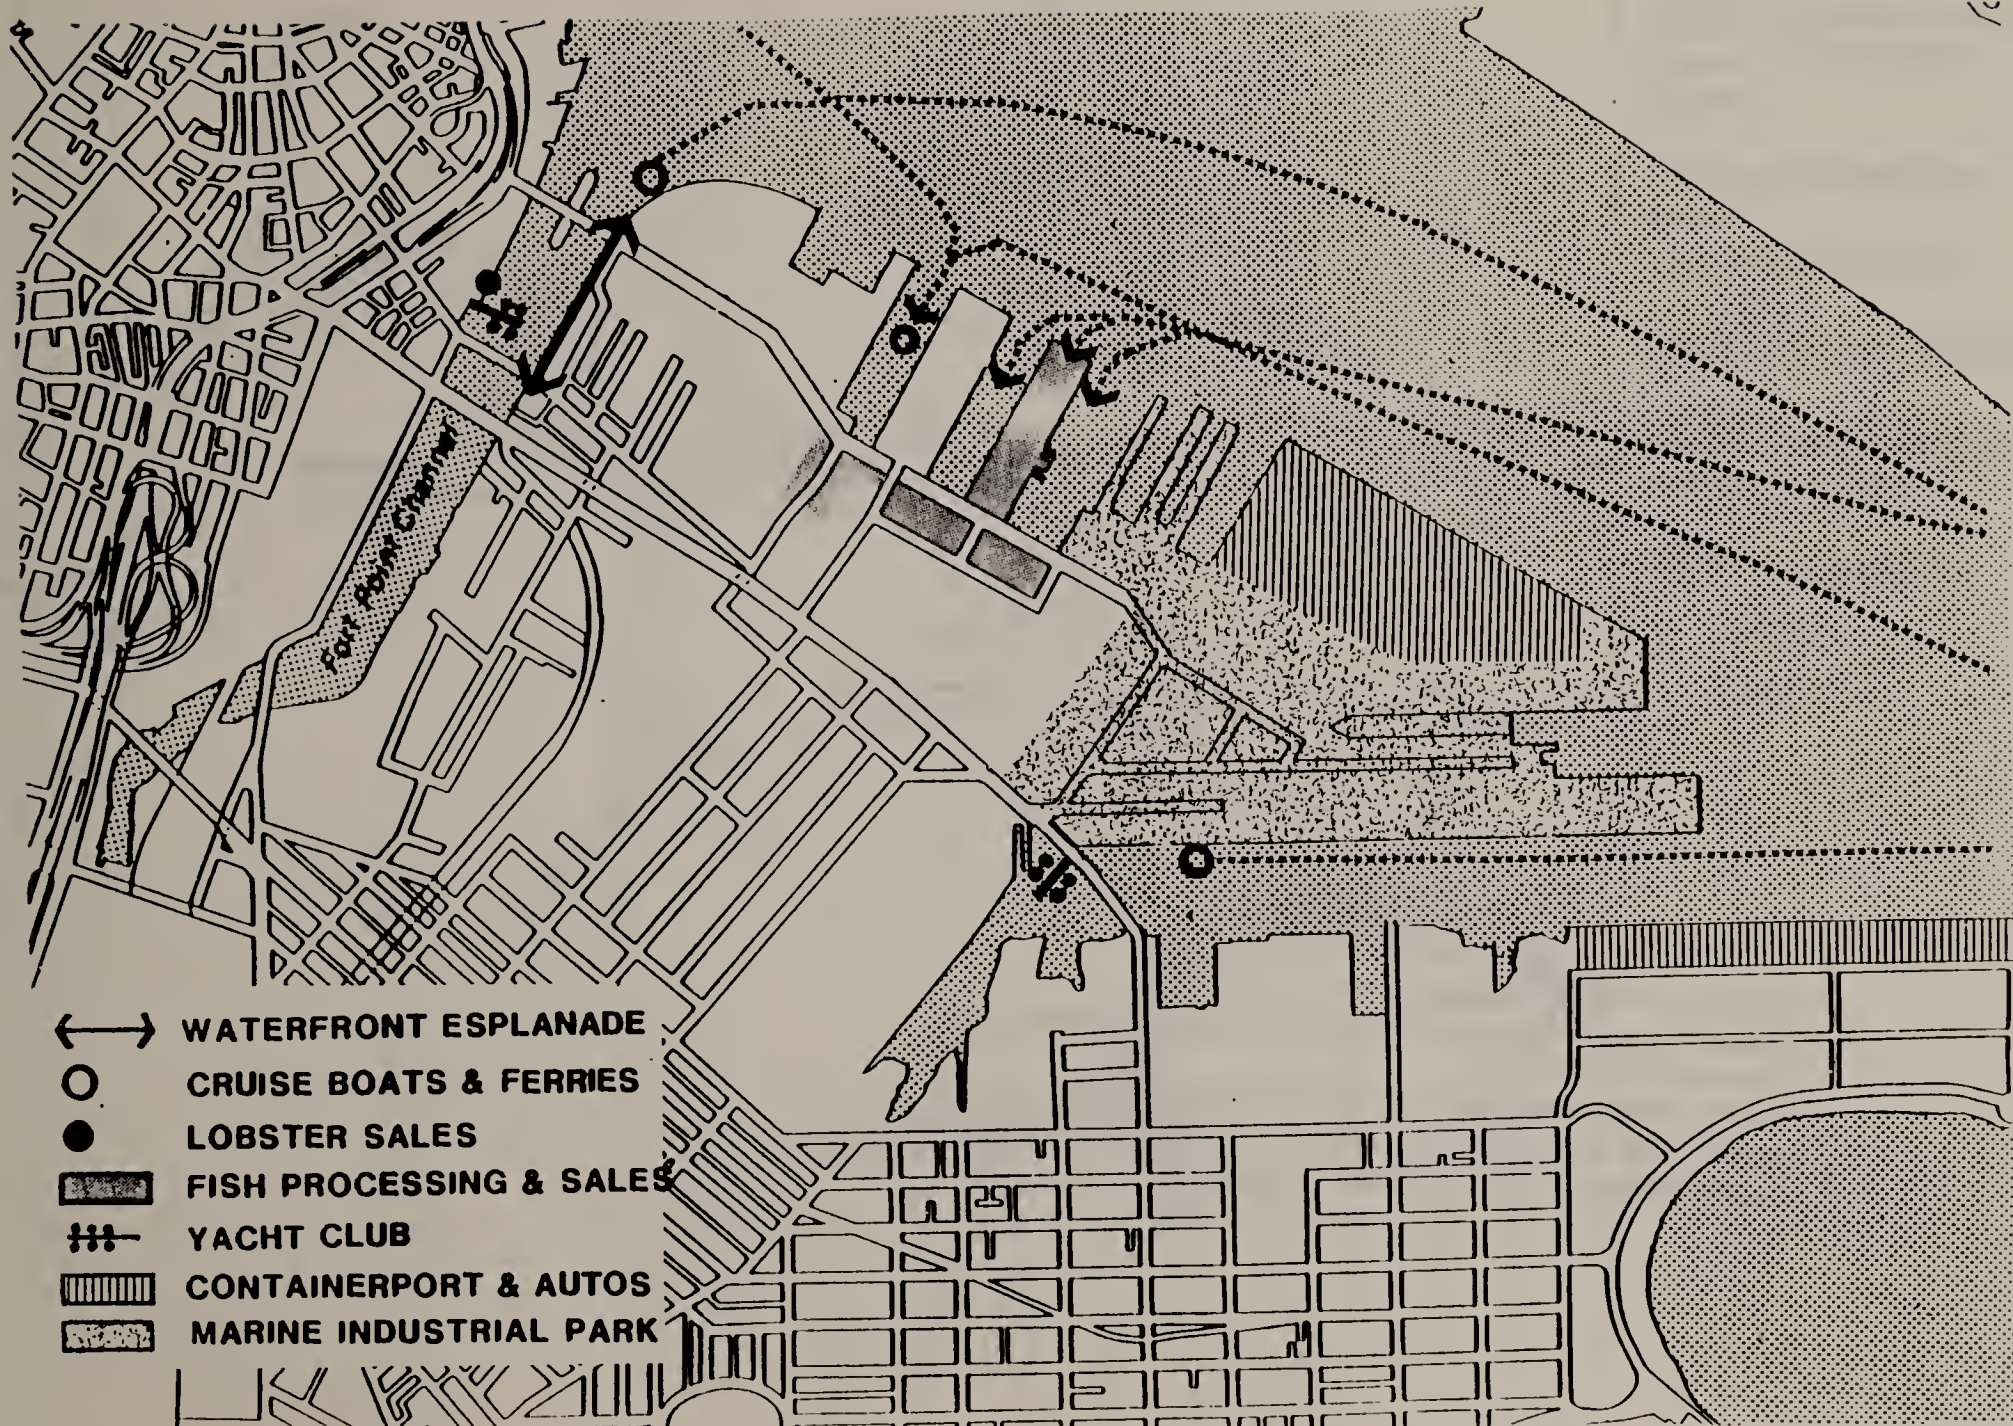 Fort Point Channel
WATERFRONT ESPLANADE
CRUISE BOATS & FERRIES
LOBSTER SALES
FISH PROCESSING & SALES
YACHT CLUB
CONTAINERPORT & AUTOS
MARINE INDUSTRIAL PARK